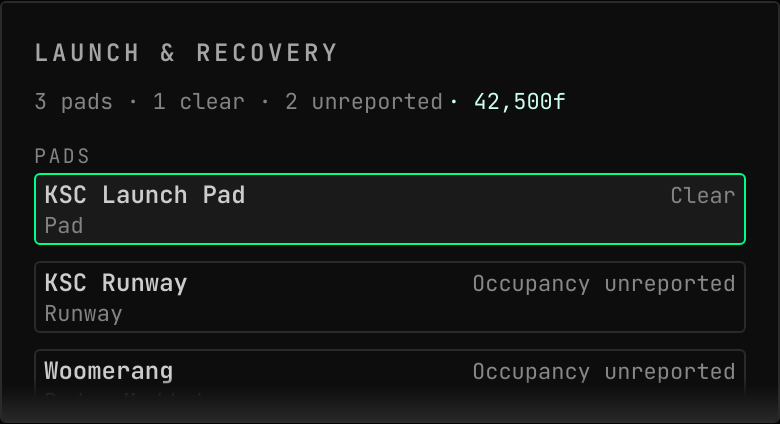 LAUNCH & RECOVERY
3 pads · 1 clear · 2 unreported · 42,500f
PADS
KSC Launch Pad Clear
Pad
KSC Runway Occupancy unreported
Runway
Woomerang Occupancy unreported